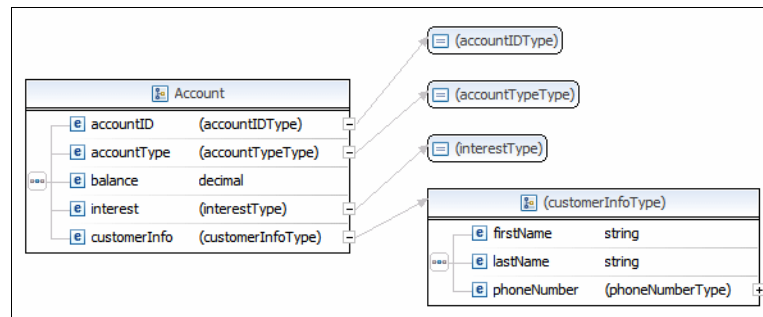 (accountIDType)
Account
(accountTypeType)
e accountID (accountIDType)
e accountType (accountTypeType)
(interestType)
e balance decimal
e interest (interestType)
(customerInfoType)
e customerInfo (customerInfoType)
e firstName string
e lastName string
e phoneNumber (phoneNumberType)